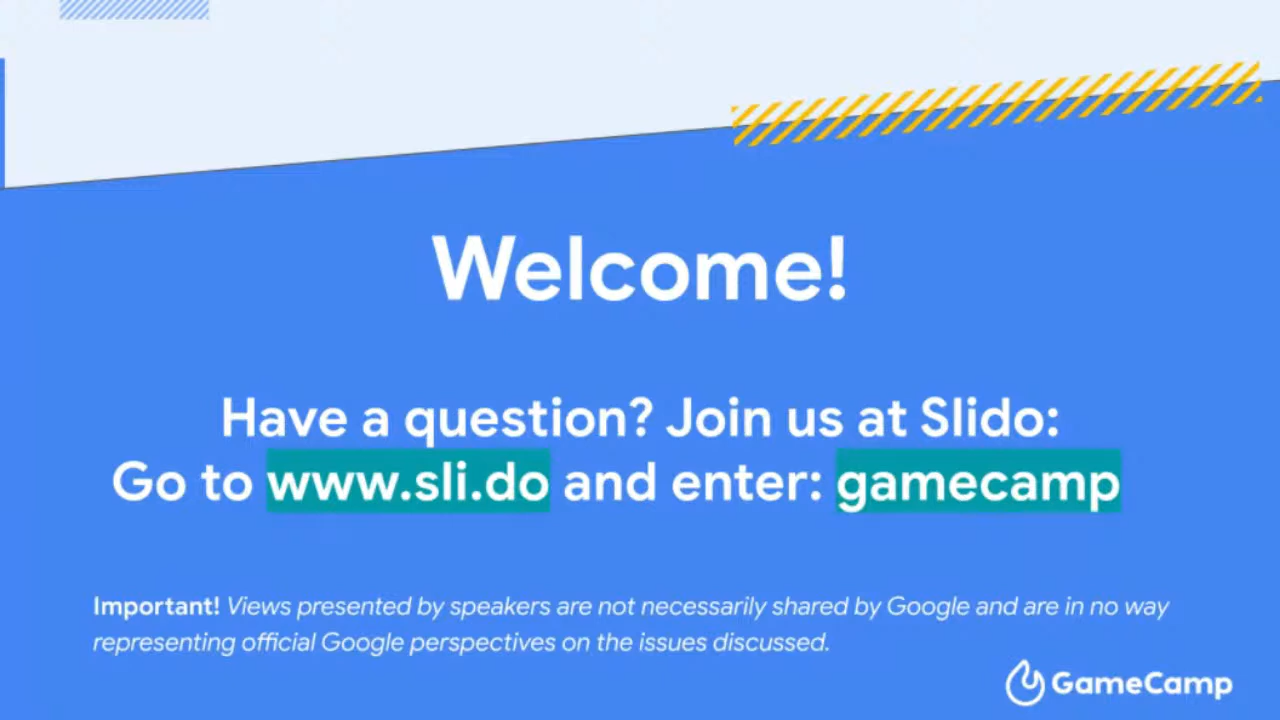 Welcome!
Have a question? Join us at Slido:
Go to www.sli.do and enter: gamecamp
Important! Views presented by speakers are not necessarily shared by Google and are in no way
representing official Google perspectives on the issues discussed.
GameCamp